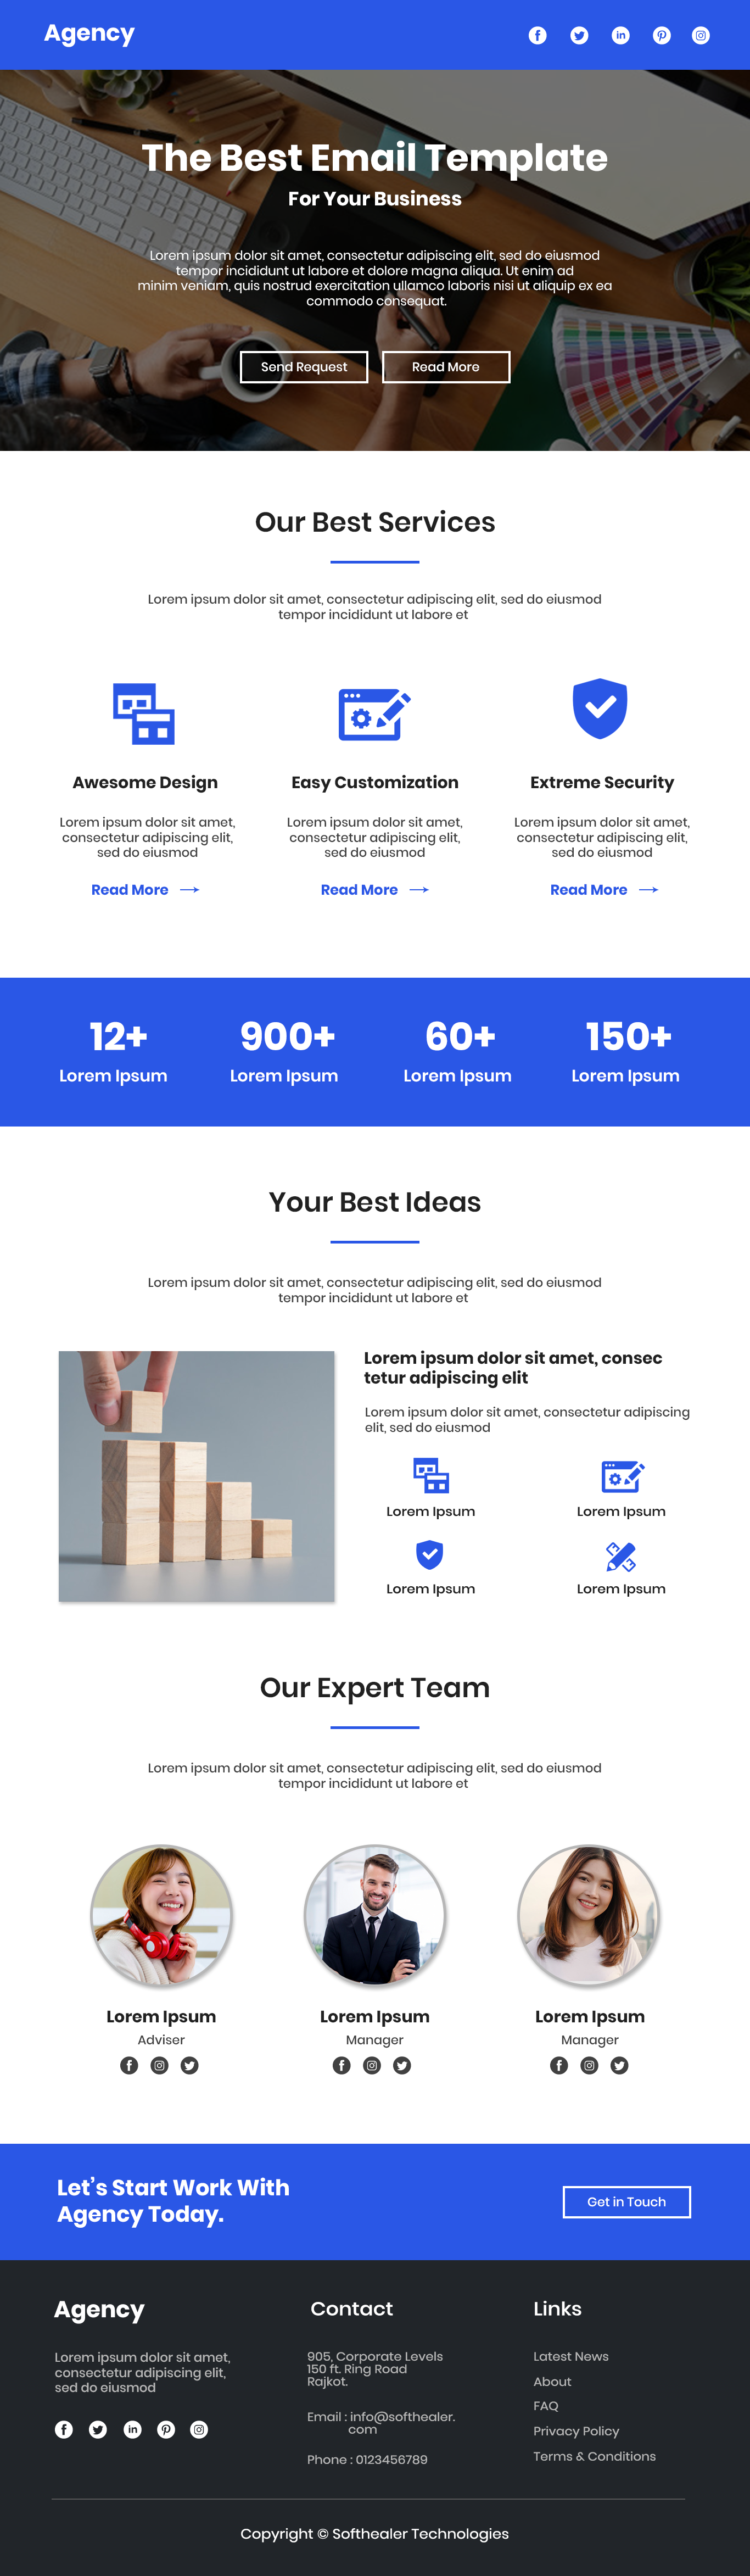 Agency
The Best Email Template
For Your Business
Lorem ipsum dolor sit amet, consectetur adipiscing elit, sed do eiusmod
tempor incididunt ut labore et dolore magna aliqua. Ut enim ad
minim veniam, quis nostrud exercitation ullamco laboris nisi ut aliquip ex ea
commodo consequat.
Send Request
Read More
Our Best Services
Lorem ipsum dolor sit amet, consectetur adipiscing elit, sed do eiusmod
tempor incididunt ut labore et
Awesome Design
Lorem ipsum dolor sit amet,
consectetur adipiscing elit,
sed do eiusmod
Read More
Easy Customization
Lorem ipsum dolor sit amet,
consectetur adipiscing elit,
sed do eiusmod
Read More
Extreme Security
Lorem ipsum dolor sit amet,
consectetur adipiscing elit,
sed do eiusmod
Read More
12+
Lorem Ipsum
900+
Lorem Ipsum
60+
Lorem Ipsum
150+
Lorem Ipsum
Your Best Ideas
Lorem ipsum dolor sit amet, consectetur adipiscing elit, sed do eiusmod
tempor incididunt ut labore et
Lorem ipsum dolor sit amet, consec
tetur adipiscing elit
Lorem ipsum dolor sit amet, consectetur adipiscing
elit, sed do eiusmod
Lorem Ipsum
Lorem Ipsum
Lorem Ipsum
Lorem Ipsum
Our Expert Team
Lorem ipsum dolor sit amet, consectetur adipiscing elit, sed do eiusmod
tempor incididunt ut labore et
Lorem Ipsum
Adviser
Lorem Ipsum
Manager
Lorem Ipsum
Manager
Let's Start Work With
Agency Today.
Get in Touch
Agency
Lorem ipsum dolor sit amet,
consectetur adipiscing elit,
sed do eiusmod
Contact
905, Corporate Levels
150 ft. Ring Road
Rajkot.
Email : info@softhealer.
com
Phone : 0123456789
Links
Latest News
About
FAQ
Privacy Policy
Terms & Conditions
Copyright © Softhealer Technologies